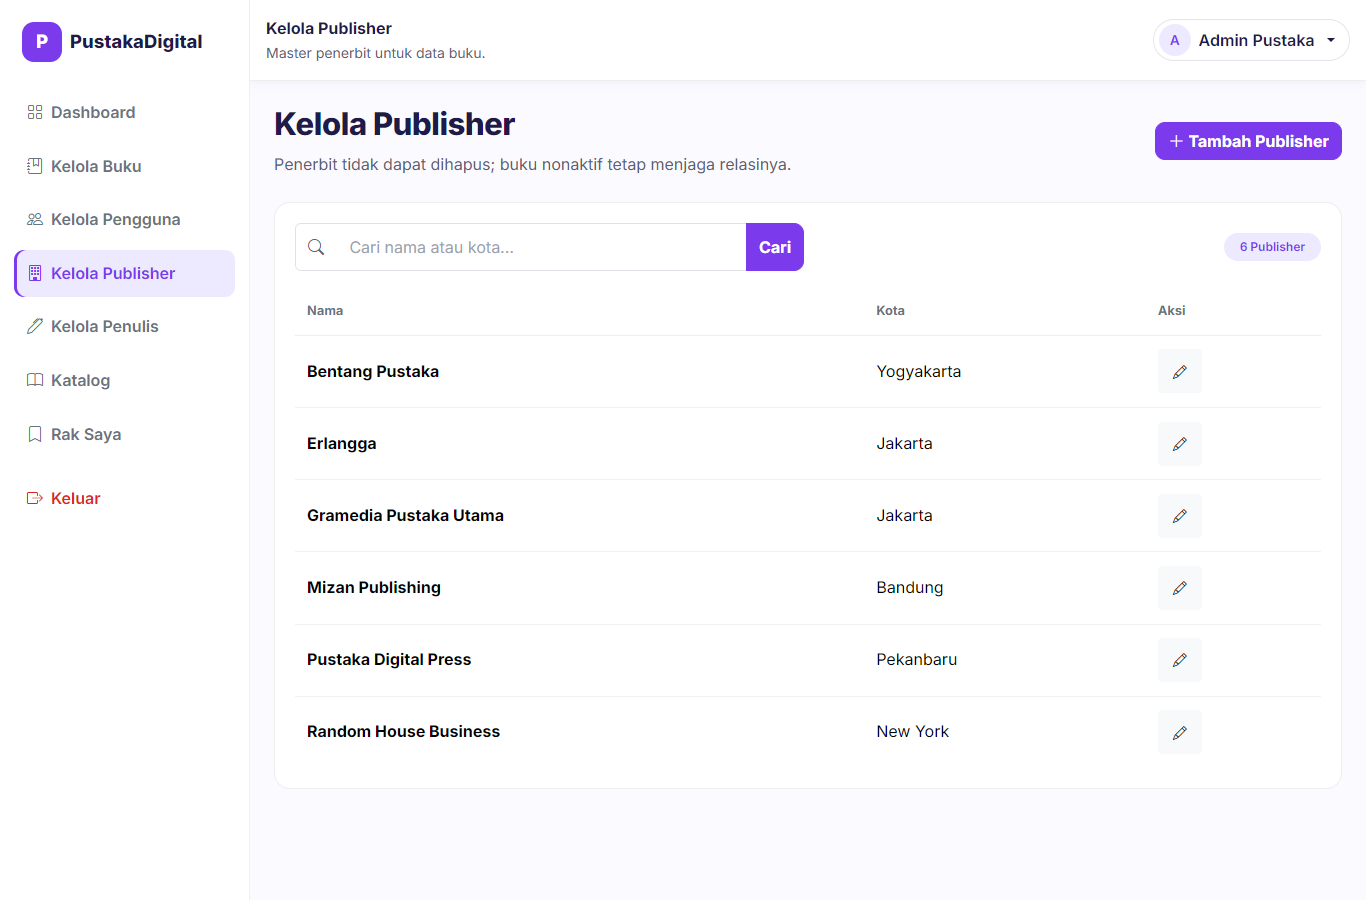 P PustakaDigital
Dashboard
Kelola Buku
Kelola Pengguna
Kelola Publisher
Kelola Penulis
Katalog
Rak Saya
Keluar
Kelola Publisher
Master penerbit untuk data buku.
A Admin Pustaka
Kelola Publisher
Penerbit tidak dapat dihapus; buku nonaktif tetap menjaga relasinya.
Tambah Publisher
Cari nama atau kota...
Cari
6 Publisher
Nama Kota Aksi
Bentang Pustaka Yogyakarta
Erlangga Jakarta
Gramedia Pustaka Utama Jakarta
Mizan Publishing Bandung
Pustaka Digital Press Pekanbaru
Random House Business New York